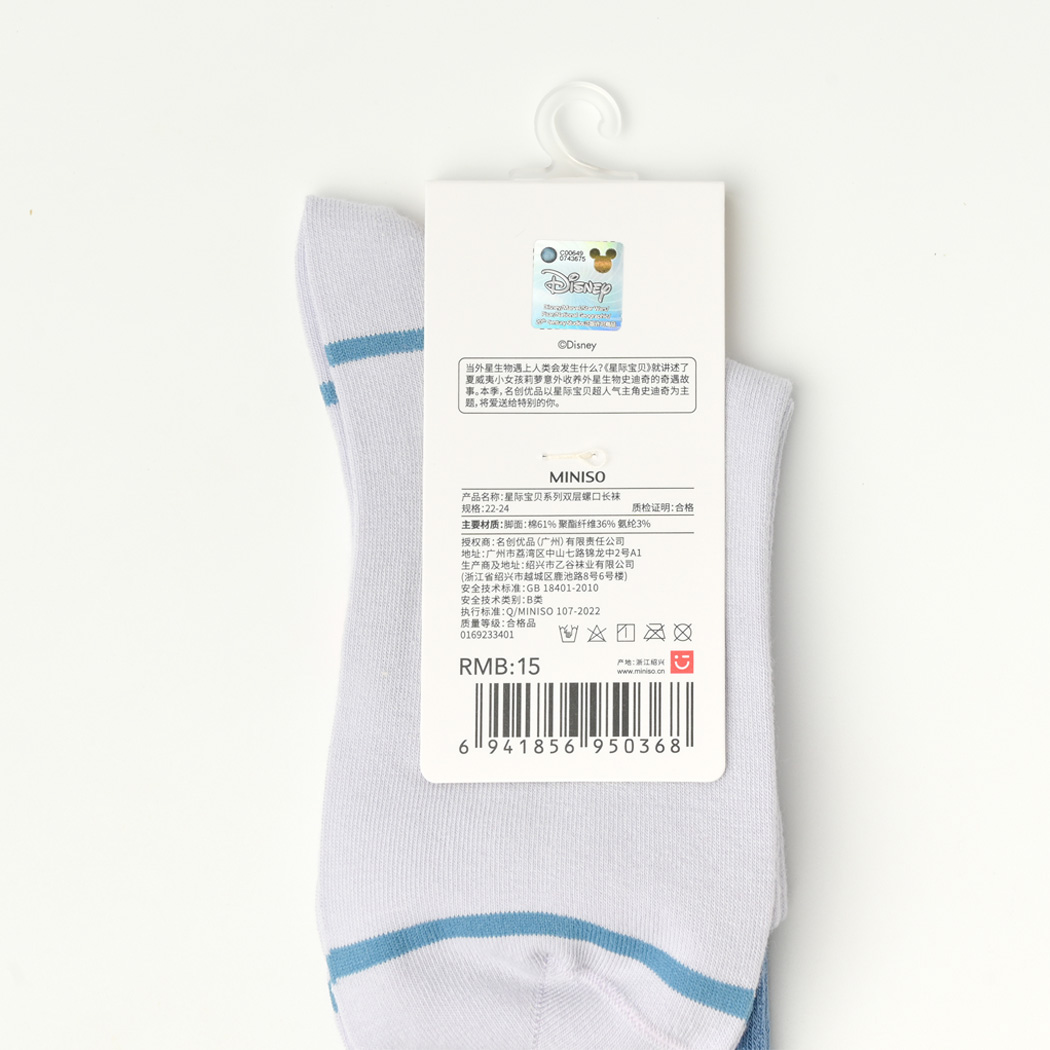 C00649
0743675
Disney
©Disney
当外星生物遇上人类会发生什么?《星际宝贝》就讲述了
夏威夷小女孩莉萝意外收养外星生物史迪奇的奇遇故
事。本季,名创优品以星际宝贝超人气主角史迪奇为主
题,将爱送给特别的你。
MINISO
产品名称:星际宝贝系列双层螺口长袜
规格:22-24 质检证明:合格
主要材质:脚面:棉61% 聚酯纤维36% 氨纶3%
授权商:名创优品(广州)有限责任公司
地址:广州市荔湾区中山七路锦龙中2号A1
生产商及地址:绍兴市乙谷袜业有限公司
(浙江省绍兴市越城区鹿池路8号6号楼)
安全技术标准:GB 18401-2010
安全技术类别:B类
执行标准:Q/MINISO 107-2022
质量等级:合格品
0169233401
RMB:15
产地:浙江绍兴
www.miniso.cn
6 941856 950368